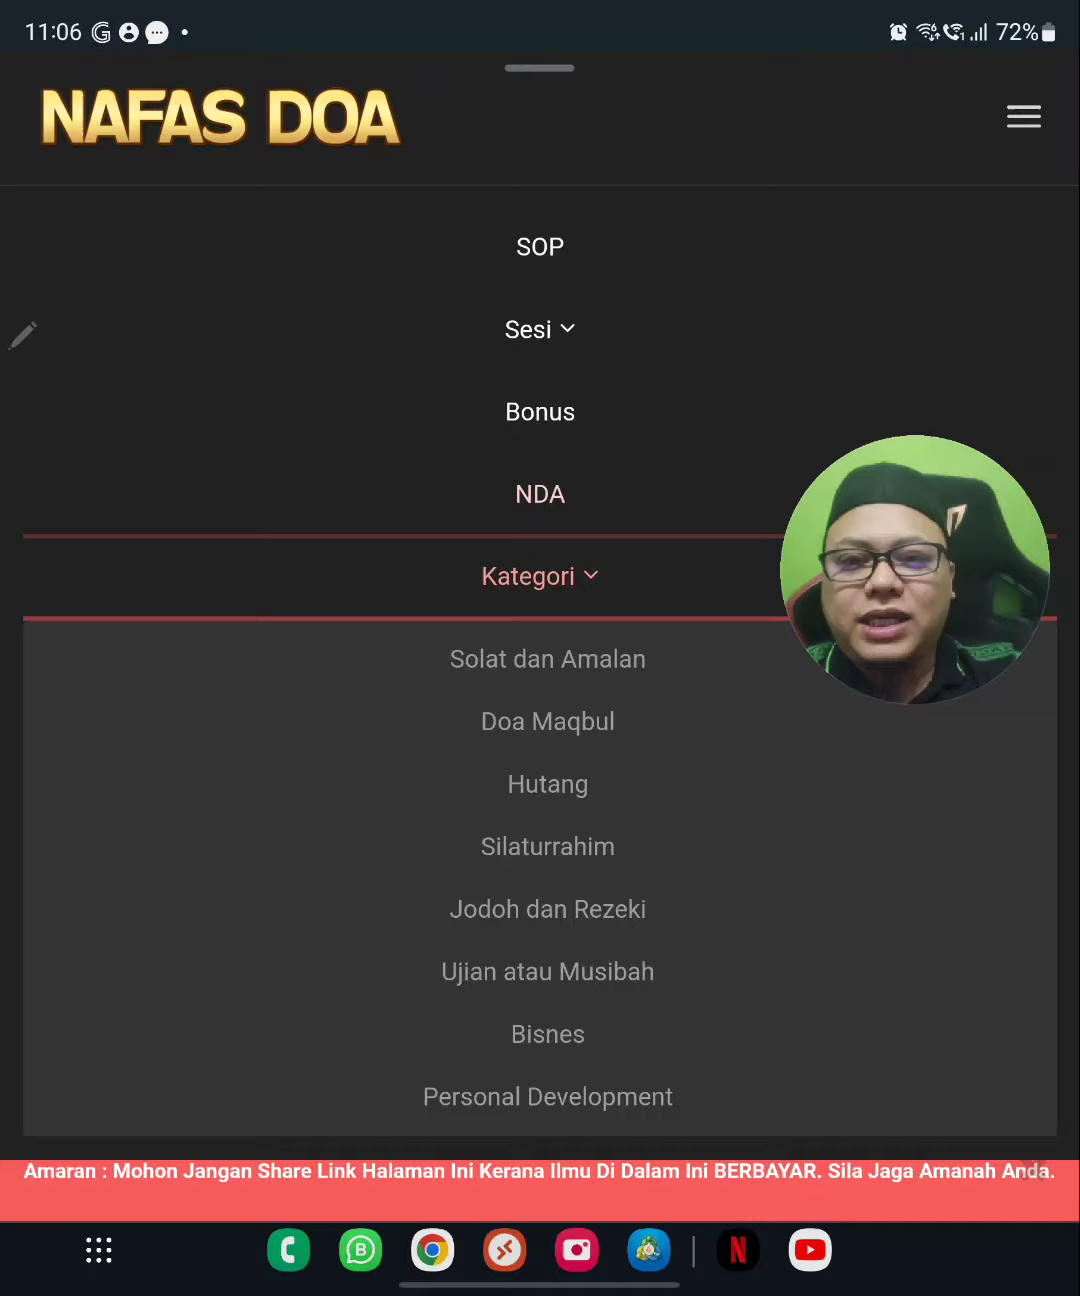 11:06
72%
NAFAS DOA
SOP
Sesi
Bonus
NDA
Kategori
Solat dan Amalan
Doa Maqbul
Hutang
Silaturrahim
Jodoh dan Rezeki
Ujian atau Musibah
Bisnes
Personal Development
Amaran : Mohon Jangan Share Link Halaman Ini Kerana Ilmu Di Dalam Ini BERBAYAR. Sila Jaga Amanah Anda.